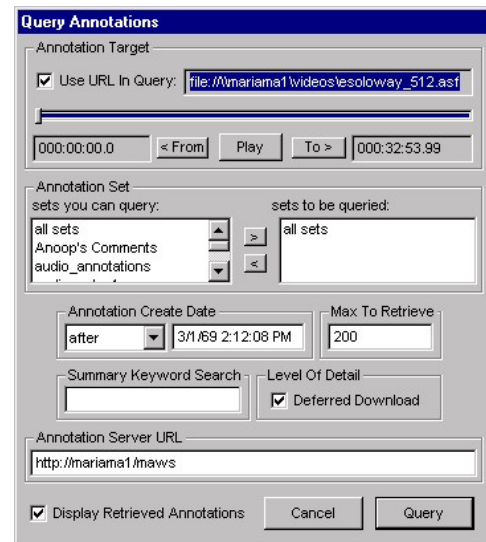 Query Annotations
Annotation Target
Use URL In Query: file://\\mariama1\videos\esoloway_512.asf
000:00:00.0 < From Play To > 000:32:53.99
Annotation Set
sets you can query: sets to be queried:
all sets > all sets
Anoop's Comments
audio_annotations <
Annotation Create Date Max To Retrieve
after 3/1/69 2:12:08 PM 200
Summary Keyword Search Level Of Detail
Deferred Download
Annotation Server URL
http://mariama1/maws
Display Retrieved Annotations Cancel Query